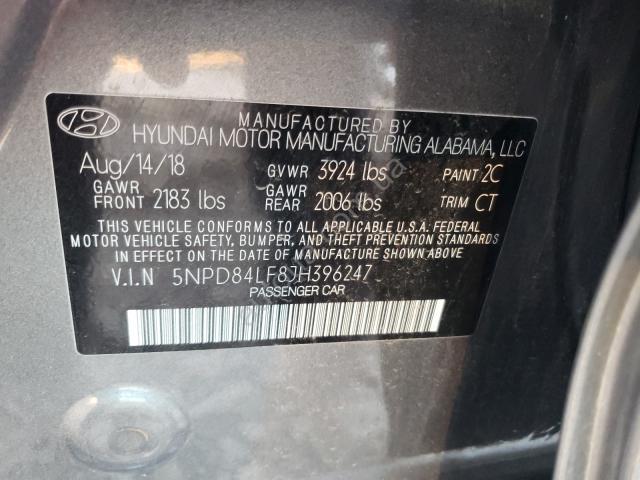 MANUFACTURED BY
HYUNDAI MOTOR MANUFACTURING ALABAMA, LLC
Aug/14/18 GVWR 3924 lbs PAINT 2C
GAWR FRONT 2183 lbs GAWR REAR 2006 lbs TRIM CT
THIS VEHICLE CONFORMS TO ALL APPLICABLE U.S.A. FEDERAL
MOTOR VEHICLE SAFETY, BUMPER, AND THEFT PREVENTION
STANDARDS IN EFFECT ON THE DATE OF MANUFACTURE SHOWN ABOVE.
V.I.N 5NPD84LF8JH396247
PASSENGER CAR